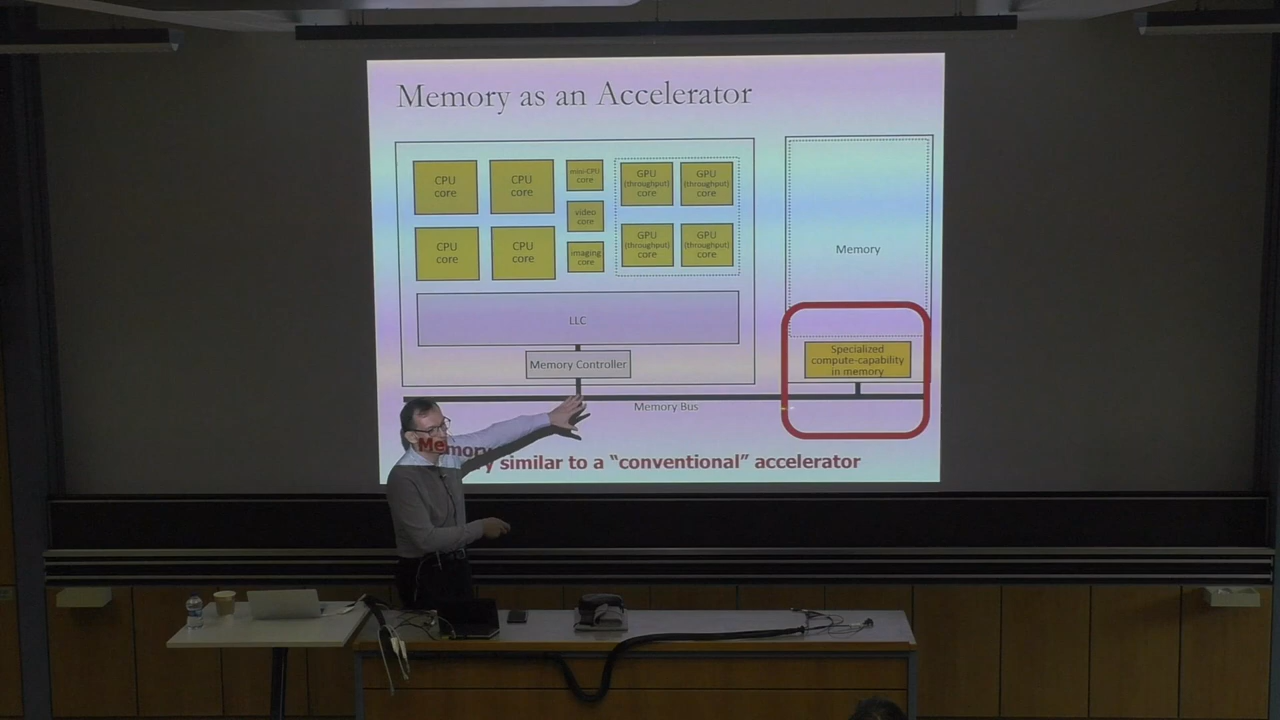 Memory as an Accelerator
CPU
core
CPU
core
mini-CPU
core
GPU
(throughput)
core
GPU
(throughput)
core
video
core
CPU
core
CPU
core
imaging
core
GPU
(throughput)
core
GPU
(throughput)
core
LLC
Memory Controller
Memory
Specialized
compute-capability
in memory
Memory Bus
Memory similar to a “conventional” accelerator